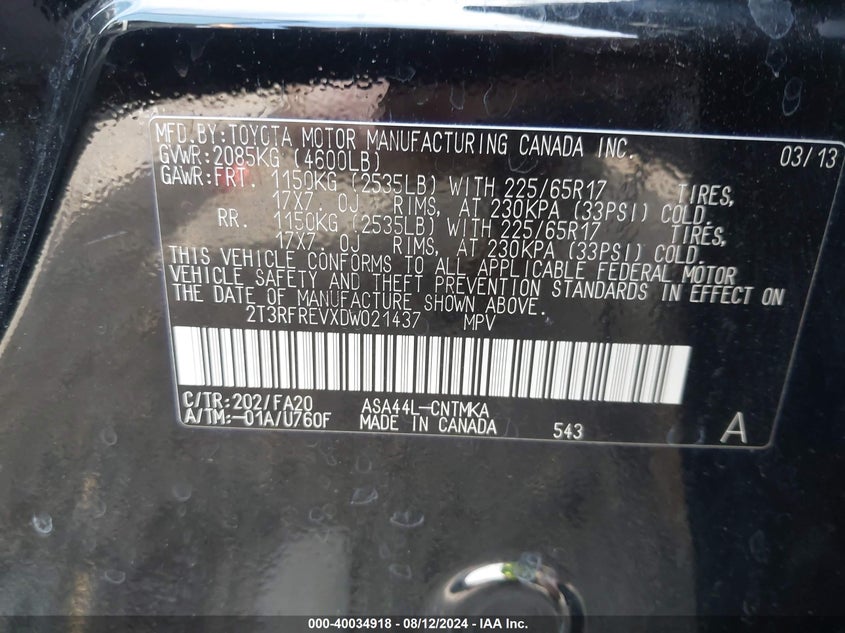 MFD.BY:TOYOTA MOTOR MANUFACTURING CANADA INC. 03/13
GVWR:2085KG (4600LB)
GAWR:FRT. 1150KG (2535LB) WITH 225/65R17 TIRES,
17X7. 0J RIMS, AT 230KPA (33PSI) COLD.
RR. 1150KG (2535LB) WITH 225/65R17 TIRES,
17X7. 0J RIMS, AT 230KPA (33PSI) COLD.
THIS VEHICLE CONFORMS TO ALL APPLICABLE FEDERAL MOTOR
VEHICLE SAFETY AND THEFT PREVENTION STANDARDS IN EFFECT ON
THE DATE OF MANUFACTURE SHOWN ABOVE.
2T3RFREVXDW021437 MPV
C/TR:202/FA20 ASA44L-CNTMKA
A/TM:-01A/U760F MADE IN CANADA 543 A
000-40034918 - 08/12/2024 - IAA Inc.